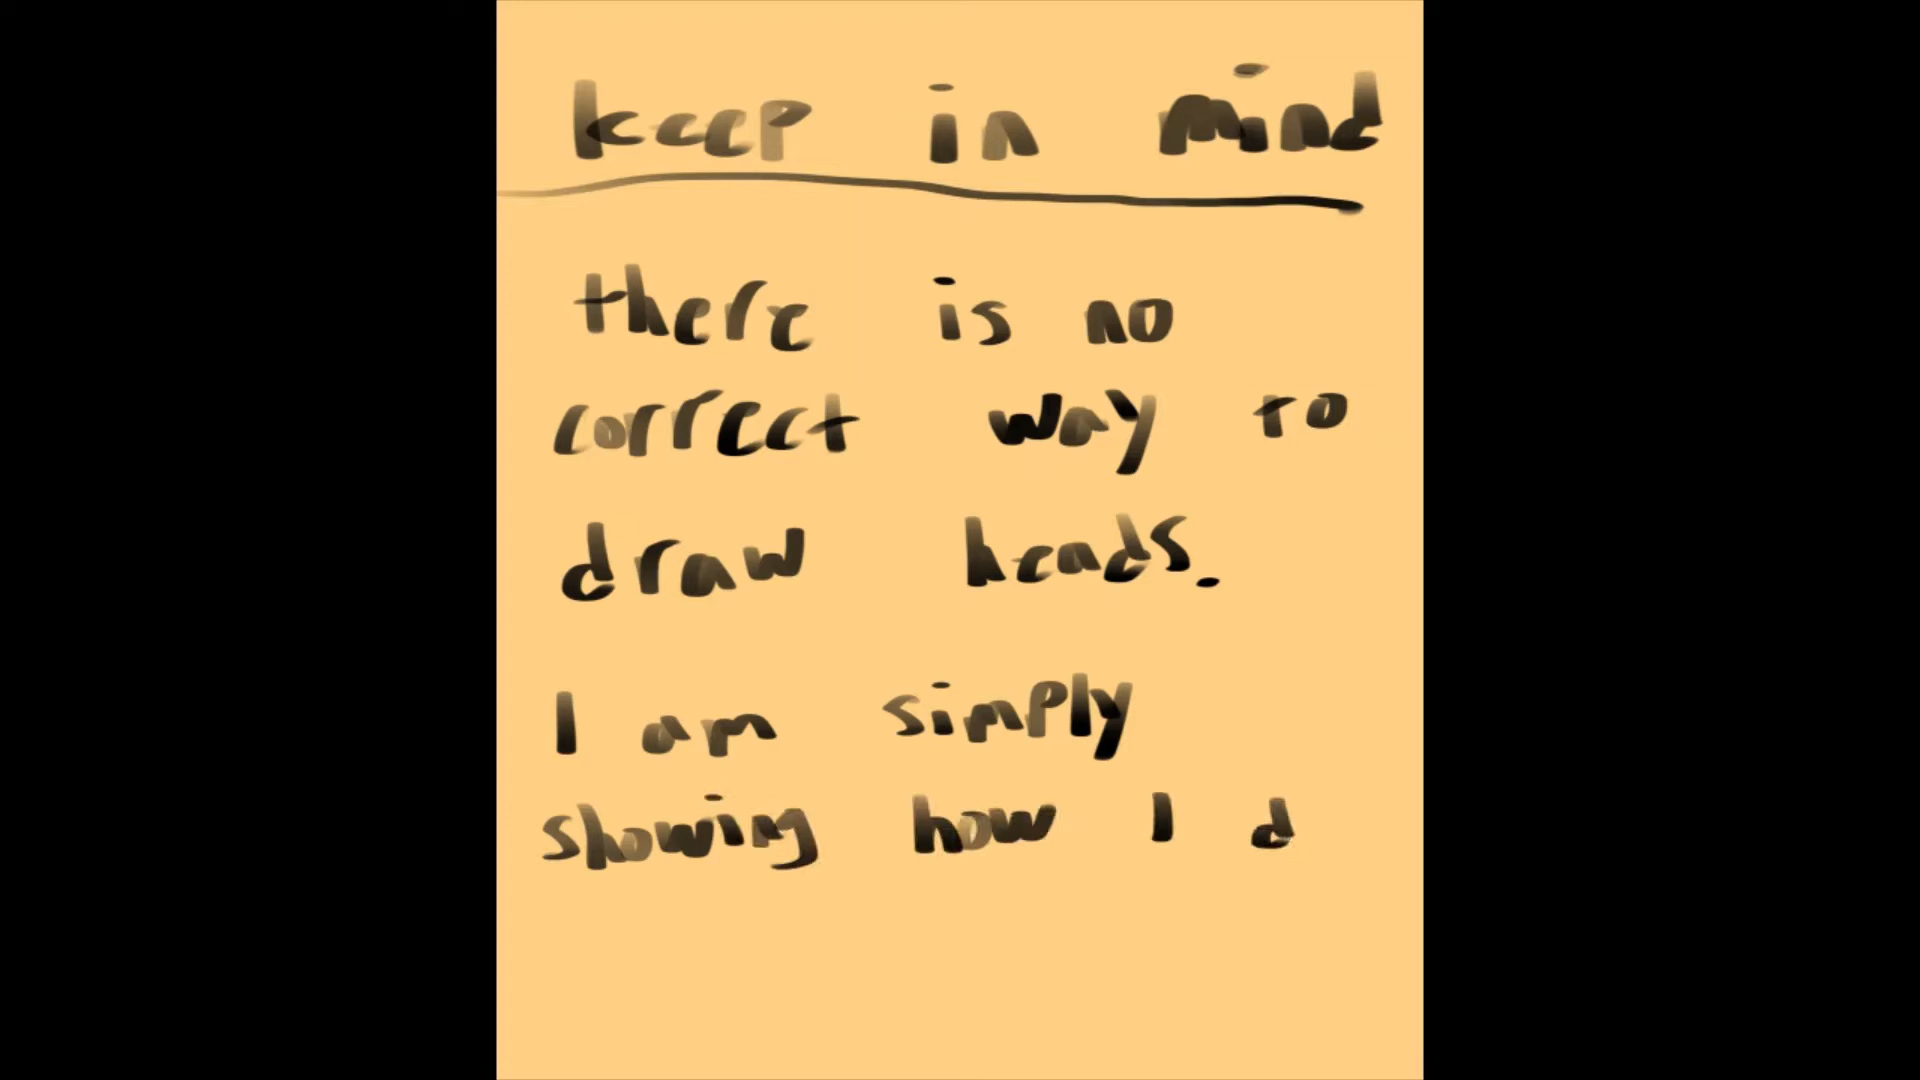 keep in mind
there is no
correct way to
draw heads.
I am simply
showing how I d